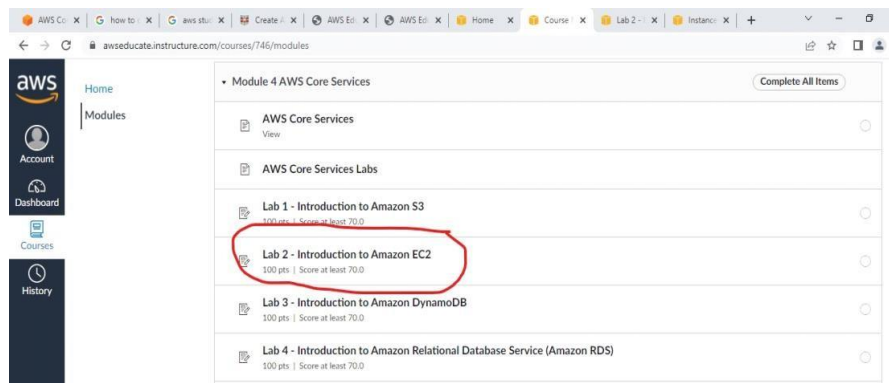 AWS Co
how to
aws stu
Create A
AWS Ed
AWS Ed
Home
Course
Lab 2 -
Instance
awseducate.instructure.com/courses/746/modules
aws
Account
Dashboard
Courses
History
Home
Modules
Module 4 AWS Core Services
Complete All Items
AWS Core Services
View
AWS Core Services Labs
Lab 1 - Introduction to Amazon S3
100 pts | Score at least 70.0
Lab 2 - Introduction to Amazon EC2
100 pts | Score at least 70.0
Lab 3 - Introduction to Amazon DynamoDB
100 pts | Score at least 70.0
Lab 4 - Introduction to Amazon Relational Database Service (Amazon RDS)
100 pts | Score at least 70.0